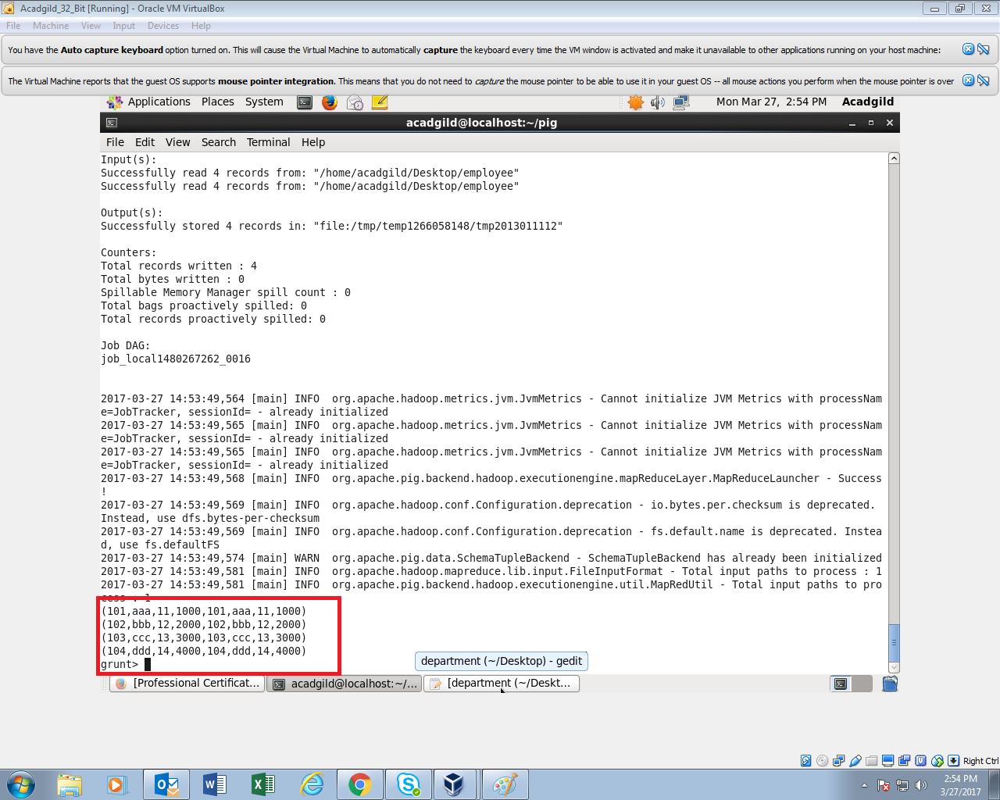 Acadgild_32_Bit [Running] - Oracle VM VirtualBox
File Machine View Input Devices Help
You have the Auto capture keyboard option turned on. This will cause the Virtual Machine to automatically capture the keyboard every time the VM window is activated and make it unavailable to other applications running on your host machine:
The Virtual Machine reports that the guest OS supports mouse pointer integration. This means that you do not need to capture the mouse pointer to be able to use it in your guest OS -- all mouse actions you perform when the mouse pointer is over
Applications Places System Mon Mar 27, 2:54 PM Acadgild
acadgild@localhost:~/pig
File Edit View Search Terminal Help
Input(s):
Successfully read 4 records from: "/home/acadgild/Desktop/employee"
Successfully read 4 records from: "/home/acadgild/Desktop/employee"
Output(s):
Successfully stored 4 records in: "file:/tmp/temp1266058148/tmp2013011112"
Counters:
Total records written : 4
Total bytes written : 0
Spillable Memory Manager spill count : 0
Total bags proactively spilled: 0
Total records proactively spilled: 0
Job DAG:
job_local1480267262_0016
2017-03-27 14:53:49,564 [main] INFO  org.apache.hadoop.metrics.jvm.JvmMetrics - Cannot initialize JVM Metrics with processNam
e=JobTracker, sessionId= - already initialized
2017-03-27 14:53:49,565 [main] INFO  org.apache.hadoop.metrics.jvm.JvmMetrics - Cannot initialize JVM Metrics with processNam
e=JobTracker, sessionId= - already initialized
2017-03-27 14:53:49,565 [main] INFO  org.apache.hadoop.metrics.jvm.JvmMetrics - Cannot initialize JVM Metrics with processNam
e=JobTracker, sessionId= - already initialized
2017-03-27 14:53:49,568 [main] INFO  org.apache.pig.backend.hadoop.executionengine.mapReduceLayer.MapReduceLauncher - Success
!
2017-03-27 14:53:49,569 [main] INFO  org.apache.hadoop.conf.Configuration.deprecation - io.bytes.per.checksum is deprecated.
Instead, use dfs.bytes-per-checksum
2017-03-27 14:53:49,569 [main] INFO  org.apache.hadoop.conf.Configuration.deprecation - fs.default.name is deprecated. Instea
d, use fs.defaultFS
2017-03-27 14:53:49,574 [main] WARN  org.apache.pig.data.SchemaTupleBackend - SchemaTupleBackend has already been initialized
2017-03-27 14:53:49,581 [main] INFO  org.apache.hadoop.mapreduce.lib.input.FileInputFormat - Total input paths to process : 1
2017-03-27 14:53:49,581 [main] INFO  org.apache.pig.backend.hadoop.executionengine.util.MapRedUtil - Total input paths to pro
cess : 1
(101,aaa,11,1000,101,aaa,11,1000)
(102,bbb,12,2000,102,bbb,12,2000)
(103,ccc,13,3000,103,ccc,13,3000)
(104,ddd,14,4000,104,ddd,14,4000)
grunt>
department (~/Desktop) - gedit
[Professional Certificat... acadgild@localhost:~/... [department (~/Deskt...
Right Ctrl
2:54 PM
3/27/2017